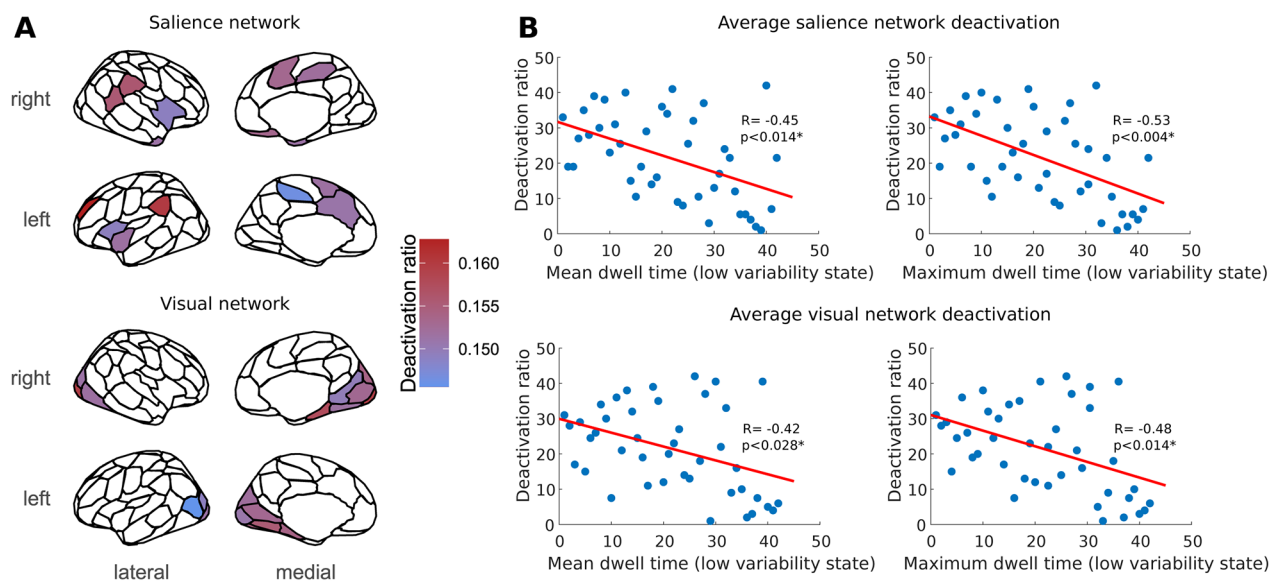 A
Salience network
right
left
Visual network
right
left
lateral
medial
Deactivation ratio
0.160
0.155
0.150
B
Average salience network deactivation
Deactivation ratio
50
40
30
20
10
0
R= -0.45
p<0.014*
0 10 20 30 40 50
Mean dwell time (low variability state)
Deactivation ratio
50
40
30
20
10
0
R= -0.53
p<0.004*
0 10 20 30 40 50
Maximum dwell time (low variability state)
Average visual network deactivation
Deactivation ratio
50
40
30
20
10
0
R= -0.42
p<0.028*
0 10 20 30 40 50
Mean dwell time (low variability state)
Deactivation ratio
50
40
30
20
10
0
R= -0.48
p<0.014*
0 10 20 30 40 50
Maximum dwell time (low variability state)